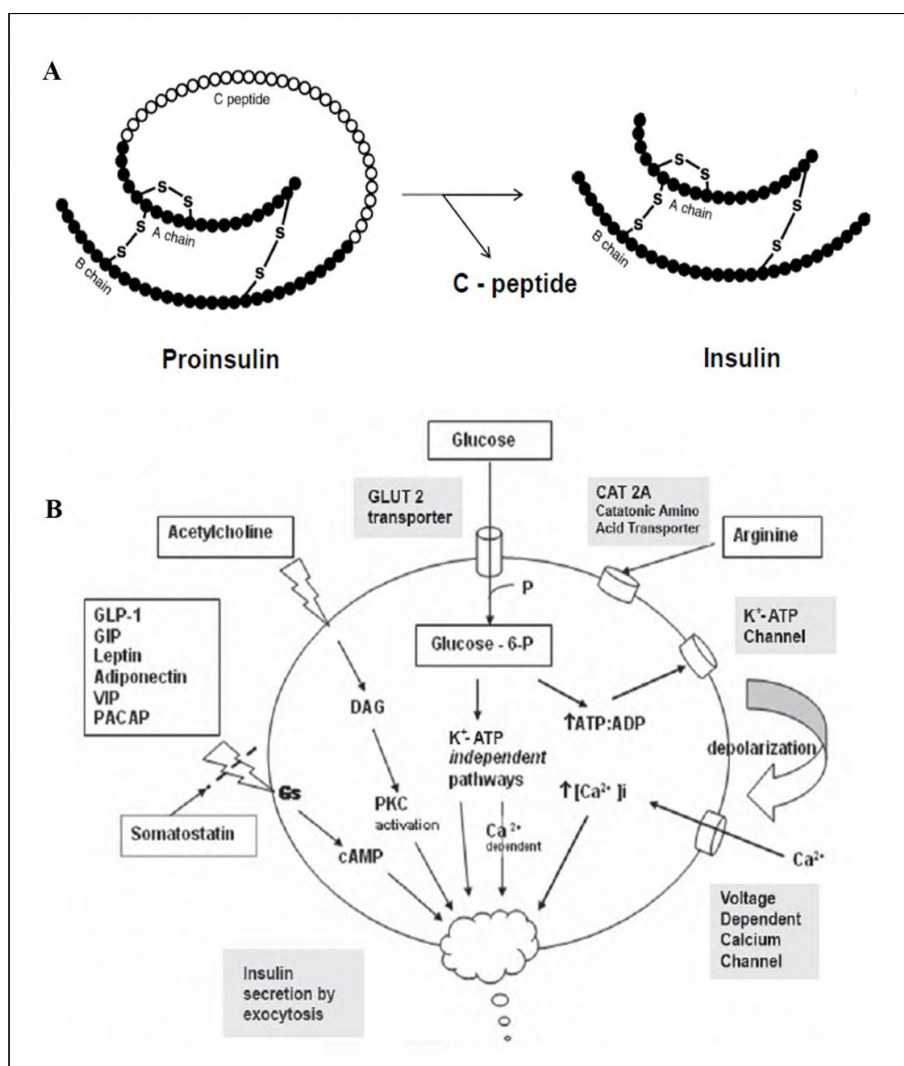 A
C peptide
S
S
S
S
S
S
A chain
B chain
C - peptide
S
S
S
S
S
S
A chain
B chain
Proinsulin
Insulin
B
Glucose
GLUT 2
transporter
CAT 2A
Catatonic Amino
Acid Transporter
Acetylcholine
Arginine
P
GLP-1
GIP
Leptin
Adiponectin
VIP
PACAP
Glucose - 6-P
K⁺-ATP
Channel
DAG
K⁺-ATP
independent
pathways
↑ATP:ADP
depolarization
Gs
Somatostatin
PKC
activation
cAMP
Ca²⁺
dependent
↑[Ca²⁺]i
Ca²⁺
Voltage
Dependent
Calcium
Channel
Insulin
secretion by
exocytosis